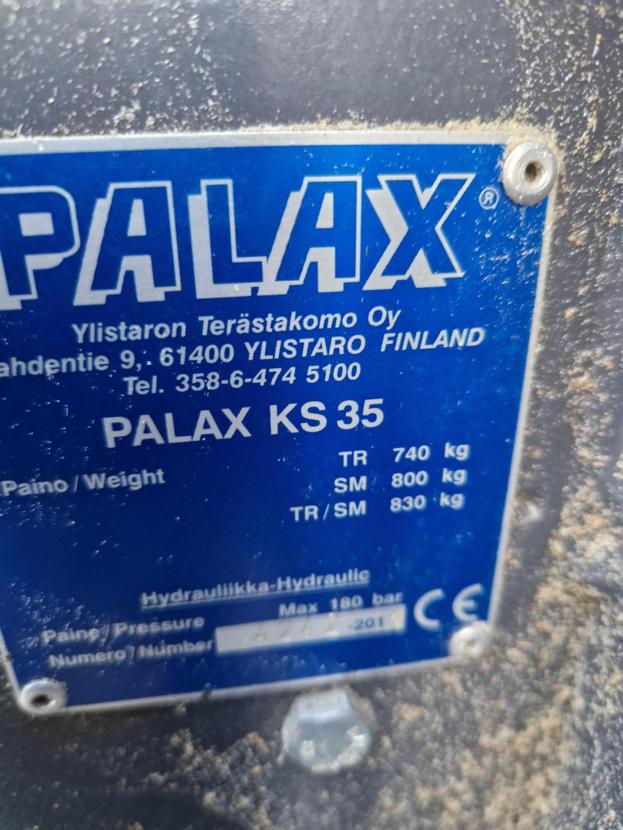 PALAX ®
Ylistaron Terästakomo Oy
ahdentie 9, 61400 YLISTARO FINLAND
Tel. 358-6-474 5100
PALAX KS 35
Paino/Weight TR 740 kg
SM 800 kg
TR/SM 830 kg
Hydrauliikka-Hydraulic
Paine/Pressure Max 180 bar
Numero/Number -201
CE